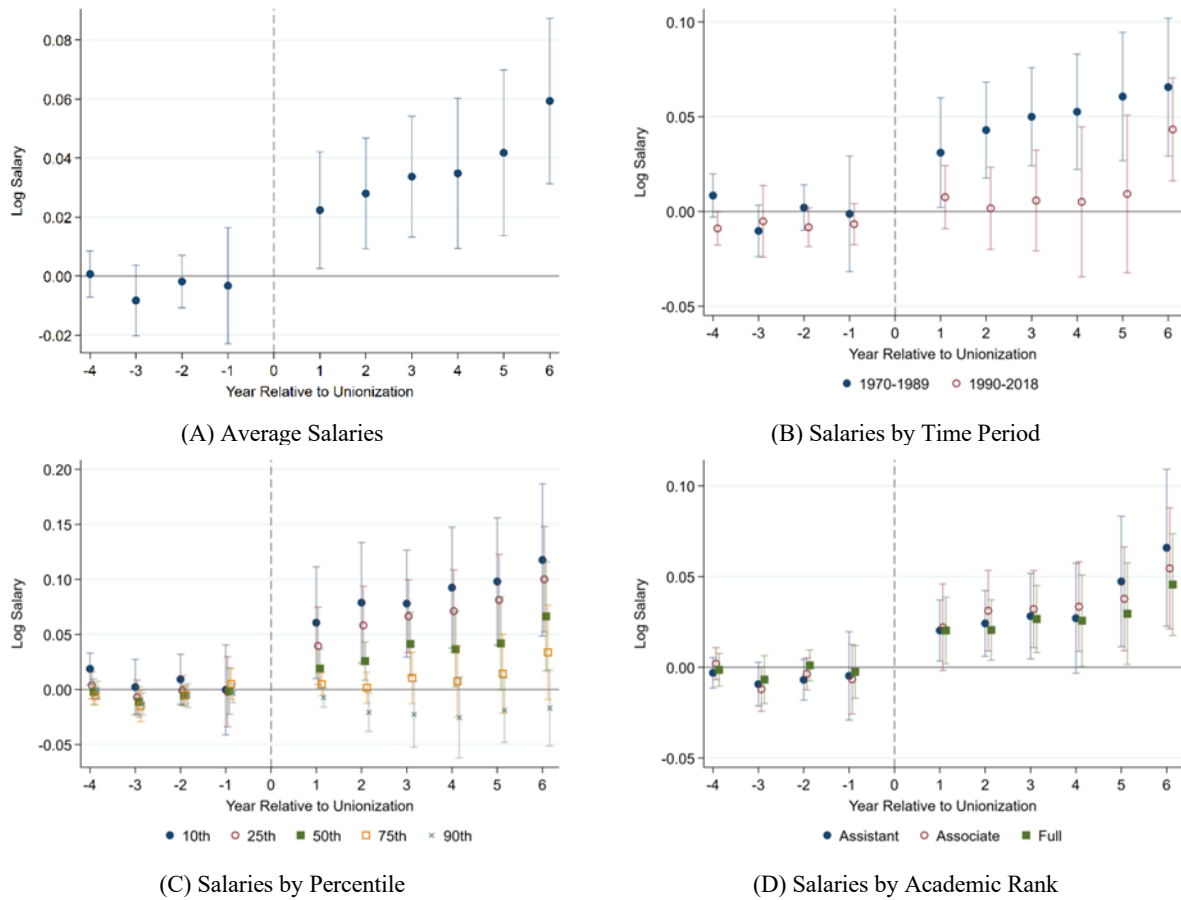 0.08
0.06
0.04
0.02
0.00
-0.02
Log Salary
-4 -3 -2 -1 0 1 2 3 4 5 6
Year Relative to Unionization
(A) Average Salaries
0.10
0.05
0.00
-0.05
Log Salary
-4 -3 -2 -1 0 1 2 3 4 5 6
Year Relative to Unionization
1970-1989 1990-2018
(B) Salaries by Time Period
0.20
0.15
0.10
0.05
0.00
-0.05
Log Salary
-4 -3 -2 -1 0 1 2 3 4 5 6
Year Relative to Unionization
10th 25th 50th 75th 90th
(C) Salaries by Percentile
0.10
0.05
0.00
-0.05
Log Salary
-4 -3 -2 -1 0 1 2 3 4 5 6
Year Relative to Unionization
Assistant Associate Full
(D) Salaries by Academic Rank